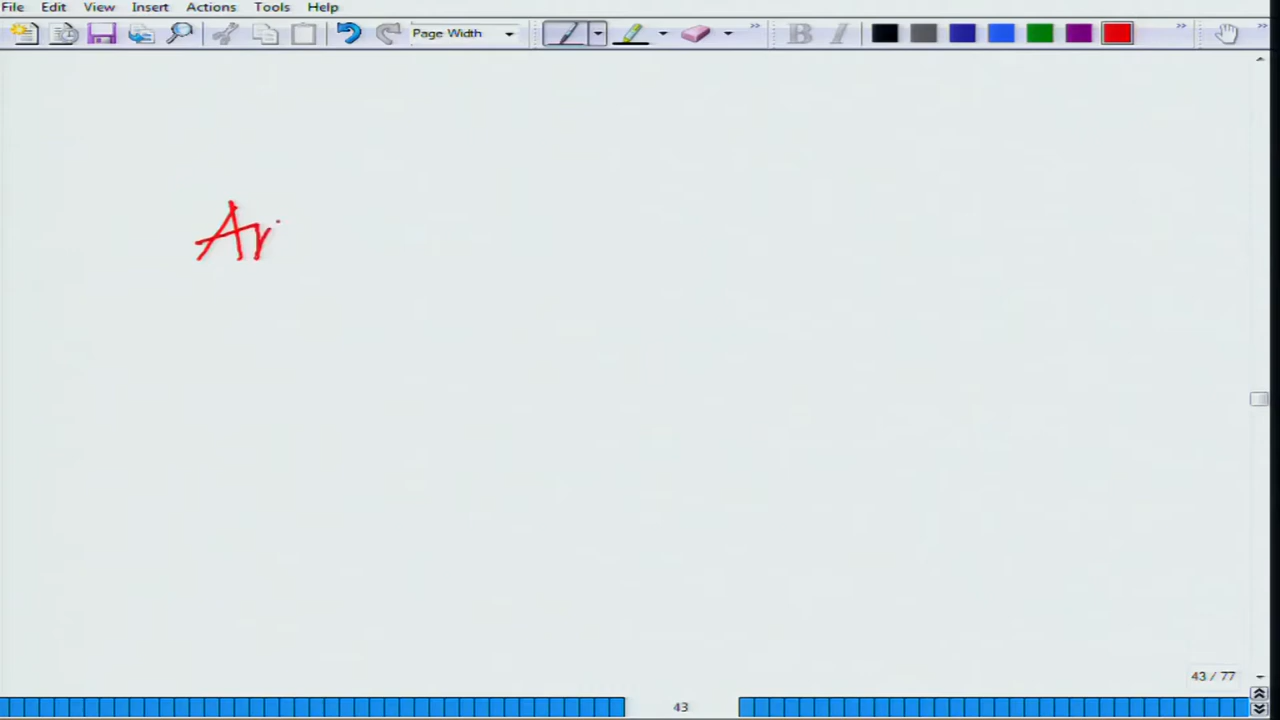 File Edit View Insert Actions Tools Help
Page Width B I
Ar
43 / 77
43